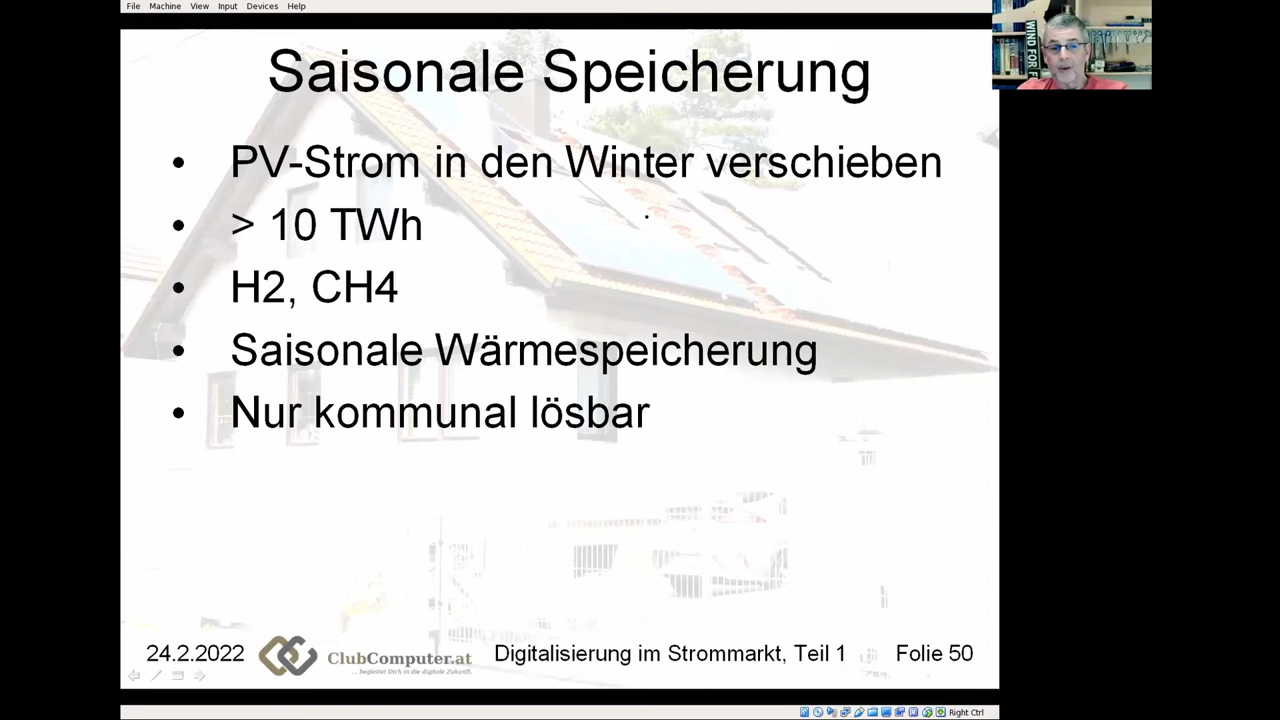 File Machine View Input Devices Help
Saisonale Speicherung
• PV-Strom in den Winter verschieben
• > 10 TWh
• H2, CH4
• Saisonale Wärmespeicherung
• Nur kommunal lösbar
24.2.2022
ClubComputer.at
... begleitet Dich in die digitale Zukunft.
Digitalisierung im Strommarkt, Teil 1
Folie 50
WIND FOR
Right Ctrl